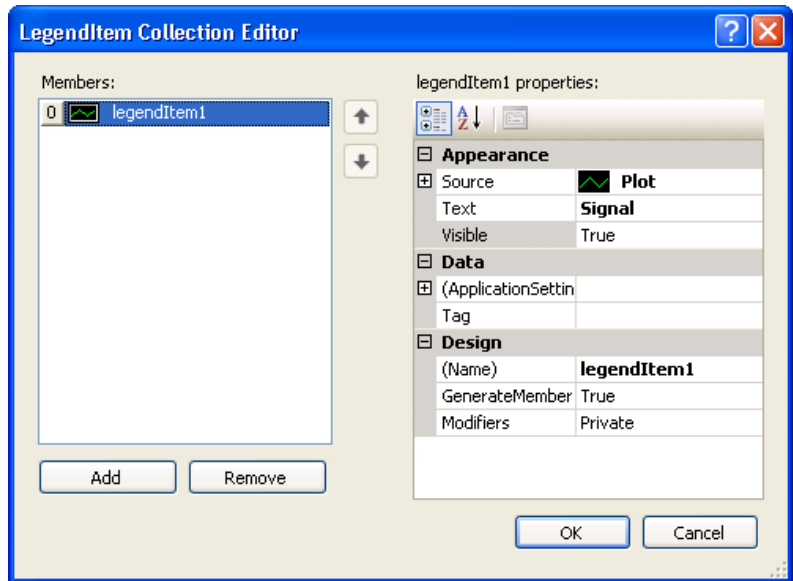 LegendItem Collection Editor
Members:
0 legendItem1
Add Remove
legendItem1 properties:
Appearance
Source Plot
Text Signal
Visible True
Data
(ApplicationSettin
Tag
Design
(Name) legendItem1
GenerateMember True
Modifiers Private
OK Cancel